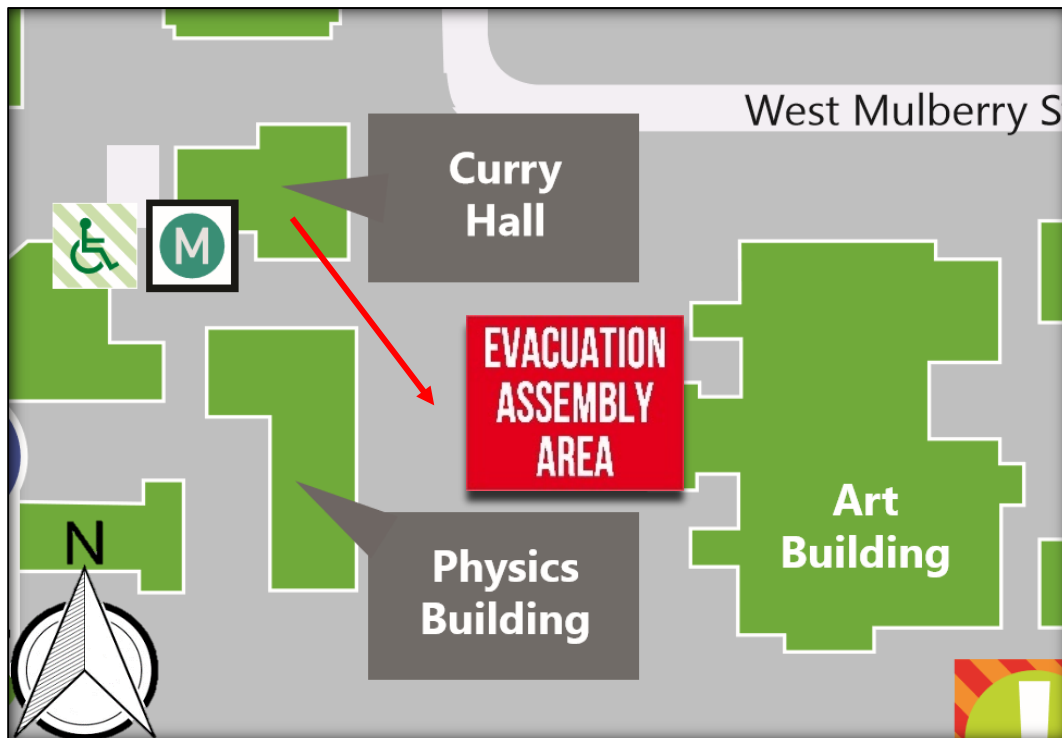 West Mulberry S
Curry
Hall
M
EVACUATION
ASSEMBLY
AREA
Art
Building
N
Physics
Building